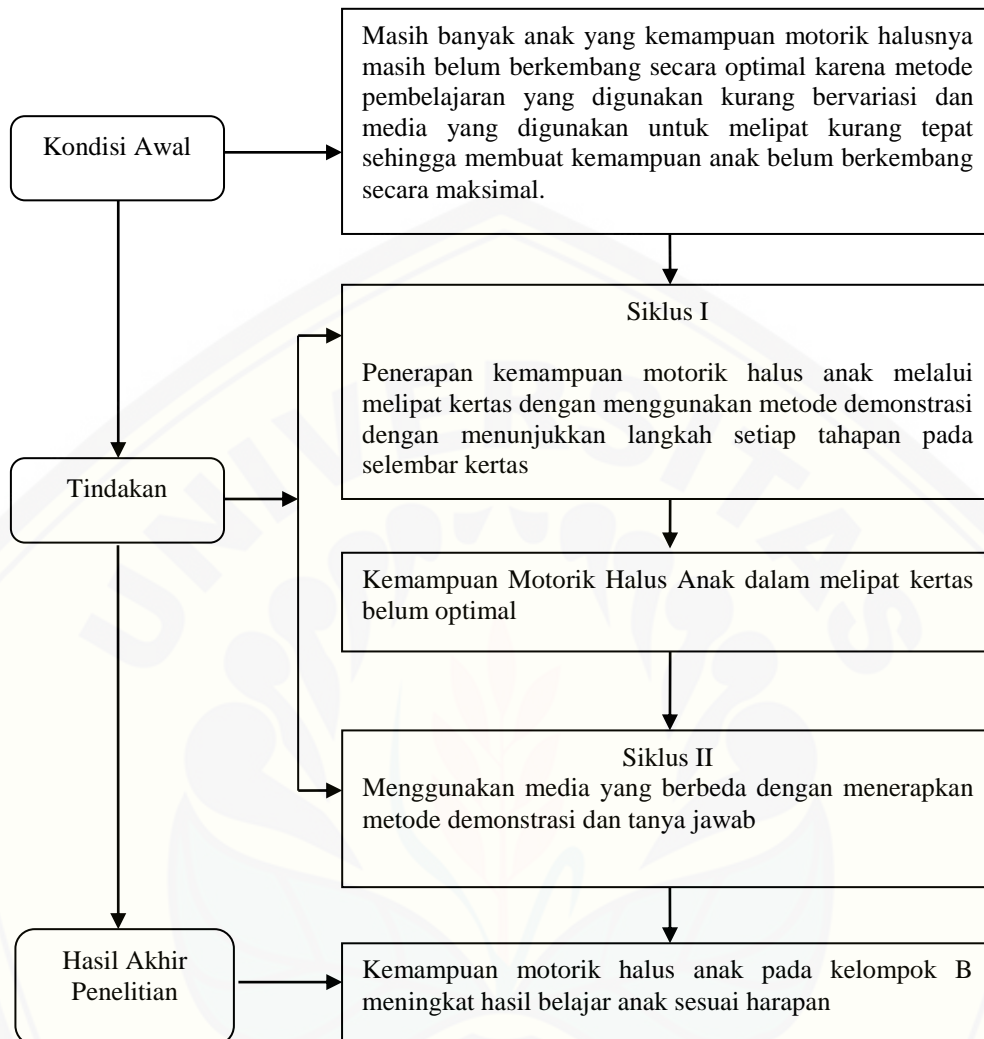 Masih banyak anak yang kemampuan motorik halusnya
masih belum berkembang secara optimal karena metode
pembelajaran yang digunakan kurang bervariasi dan
media yang digunakan untuk melipat kurang tepat
sehingga membuat kemampuan anak belum berkembang
secara maksimal.
Kondisi Awal
Siklus I
Penerapan kemampuan motorik halus anak melalui
melipat kertas dengan menggunakan metode demonstrasi
dengan menunjukkan langkah setiap tahapan pada
selembar kertas
Tindakan
Kemampuan Motorik Halus Anak dalam melipat kertas
belum optimal
Siklus II
Menggunakan media yang berbeda dengan menerapkan
metode demonstrasi dan tanya jawab
Hasil Akhir
Penelitian
Kemampuan motorik halus anak pada kelompok B
meningkat hasil belajar anak sesuai harapan
UNIVERSITAS